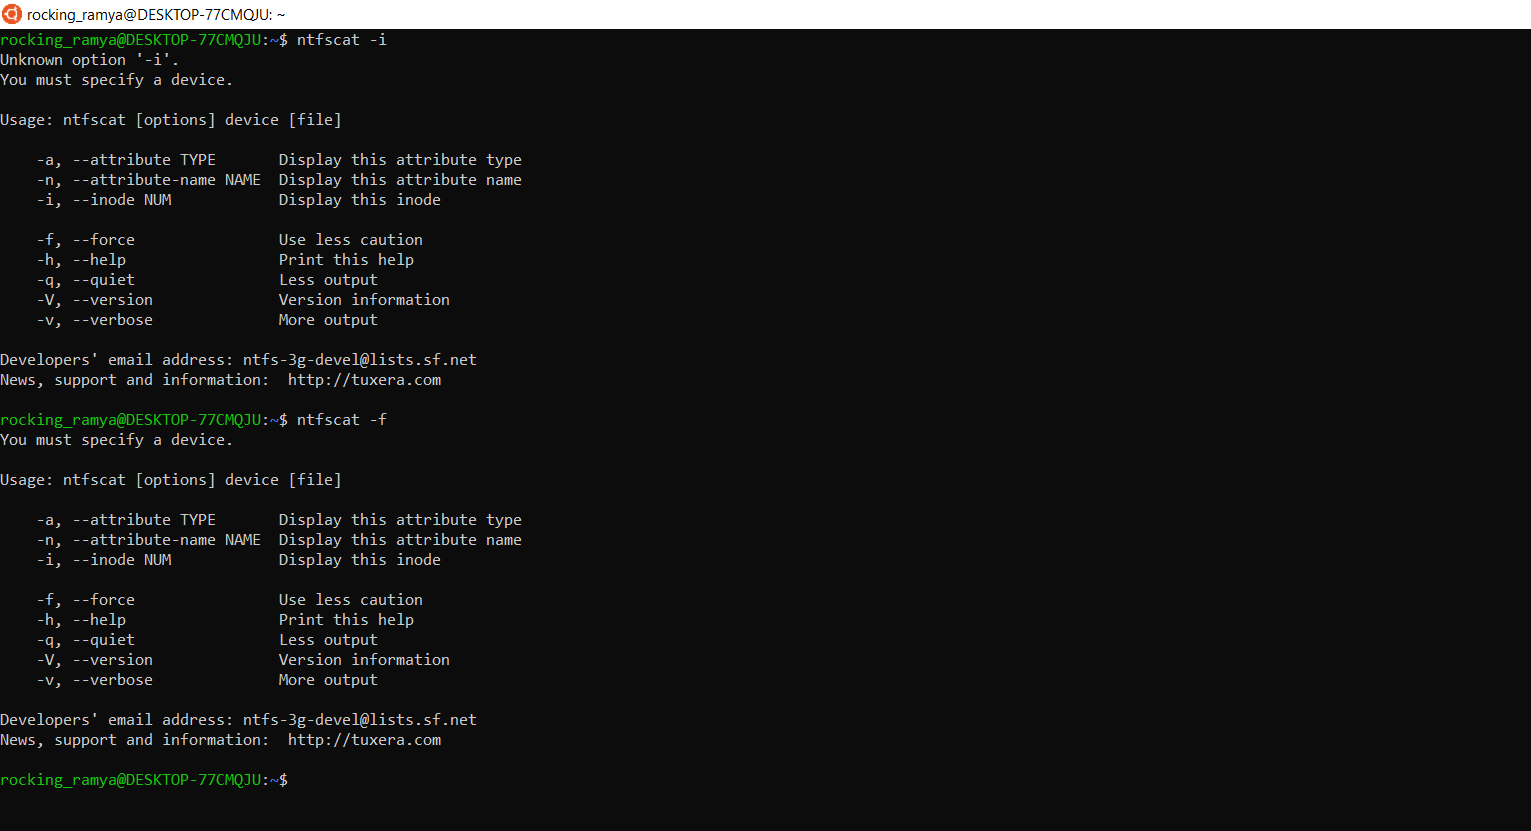 rocking_ramya@DESKTOP-77CMQJU: ~
rocking_ramya@DESKTOP-77CMQJU:~$ ntfscat -i
Unknown option '-i'.
You must specify a device.
Usage: ntfscat [options] device [file]
-a, --attribute TYPE       Display this attribute type
-n, --attribute-name NAME  Display this attribute name
-i, --inode NUM            Display this inode
-f, --force                Use less caution
-h, --help                 Print this help
-q, --quiet                Less output
-V, --version              Version information
-v, --verbose              More output
Developers' email address: ntfs-3g-devel@lists.sf.net
News, support and information:  http://tuxera.com
rocking_ramya@DESKTOP-77CMQJU:~$ ntfscat -f
You must specify a device.
Usage: ntfscat [options] device [file]
-a, --attribute TYPE       Display this attribute type
-n, --attribute-name NAME  Display this attribute name
-i, --inode NUM            Display this inode
-f, --force                Use less caution
-h, --help                 Print this help
-q, --quiet                Less output
-V, --version              Version information
-v, --verbose              More output
Developers' email address: ntfs-3g-devel@lists.sf.net
News, support and information:  http://tuxera.com
rocking_ramya@DESKTOP-77CMQJU:~$